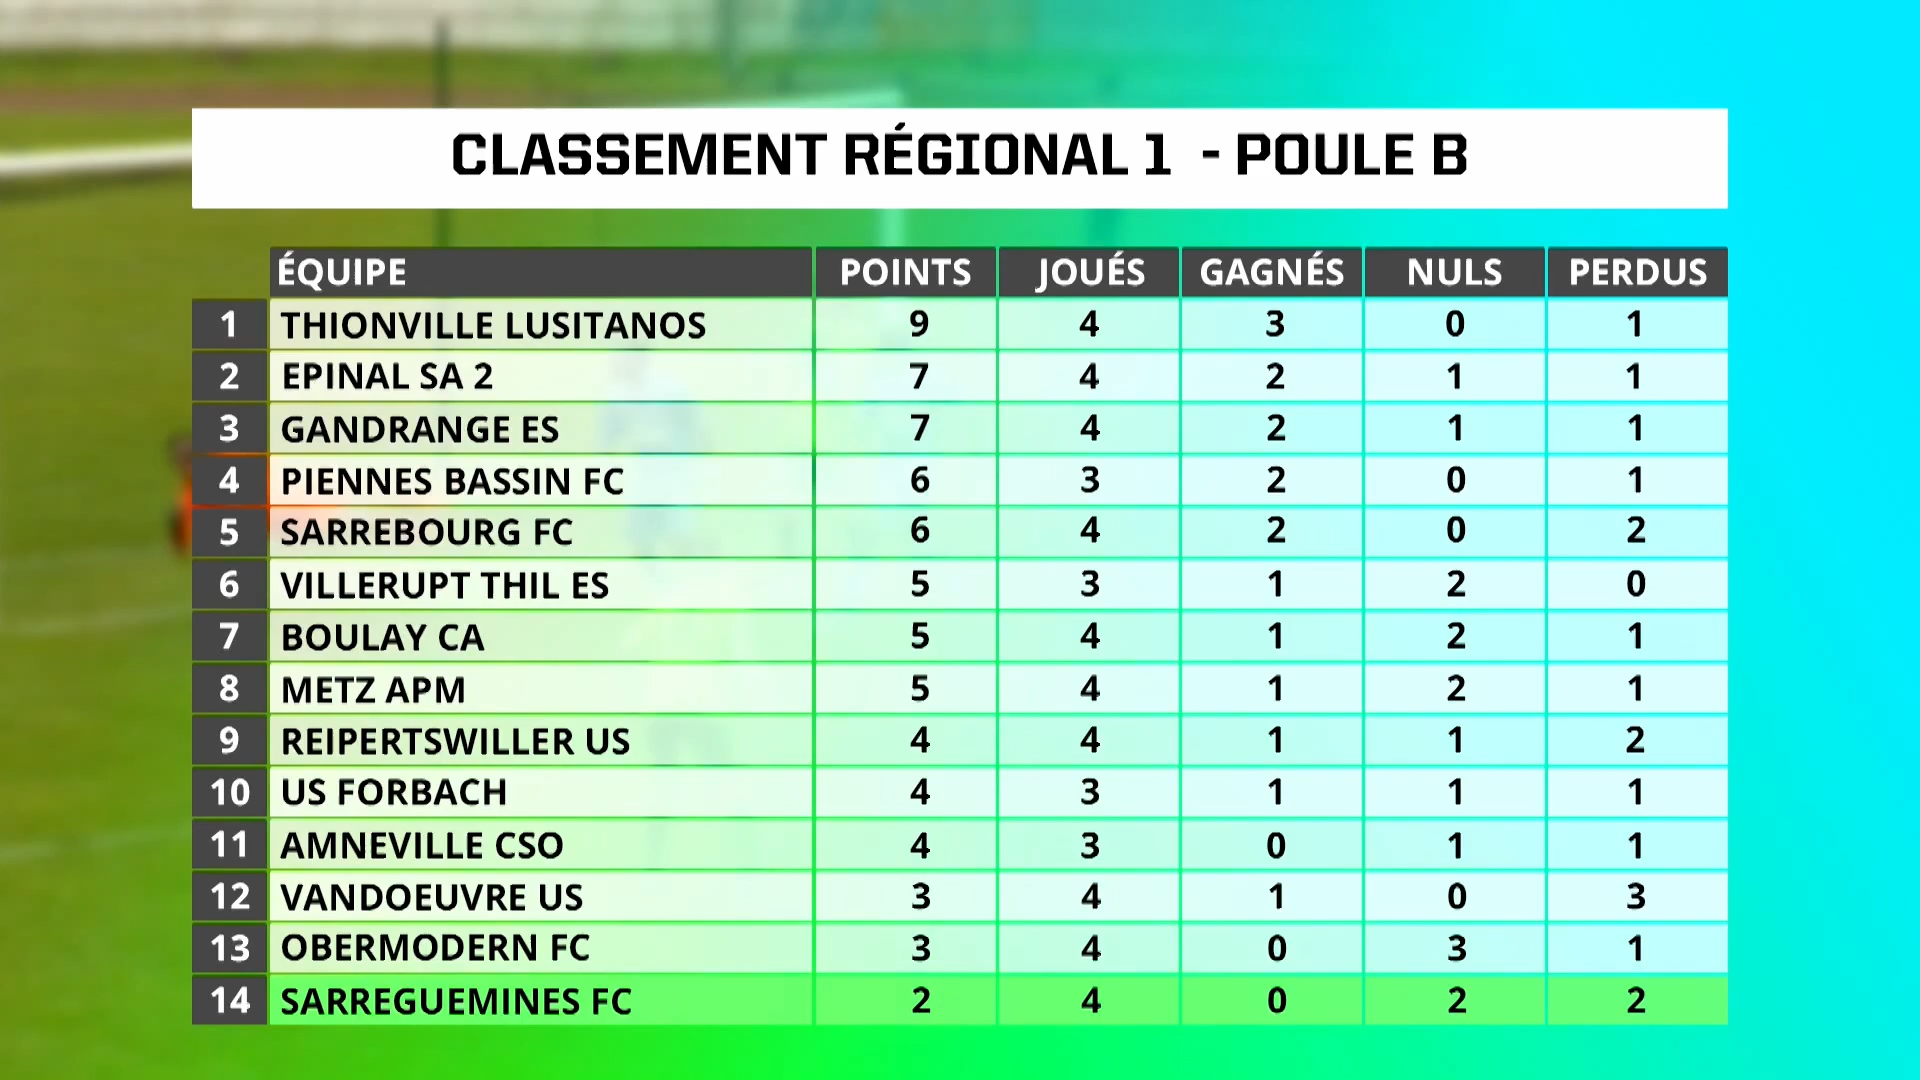 CLASSEMENT RÉGIONAL 1 - POULE B
ÉQUIPE POINTS JOUÉS GAGNÉS NULS PERDUS
1 THIONVILLE LUSITANOS 9 4 3 0 1
2 EPINAL SA 2 7 4 2 1 1
3 GANDRANGE ES 7 4 2 1 1
4 PIENNES BASSIN FC 6 3 2 0 1
5 SARREBOURG FC 6 4 2 0 2
6 VILLERUPT THIL ES 5 3 1 2 0
7 BOULAY CA 5 4 1 2 1
8 METZ APM 5 4 1 2 1
9 REIPERTSWILLER US 4 4 1 1 2
10 US FORBACH 4 3 1 1 1
11 AMNEVILLE CSO 4 3 0 1 1
12 VANDOEUVRE US 3 4 1 0 3
13 OBERMODERN FC 3 4 0 3 1
14 SARREGUEMINES FC 2 4 0 2 2